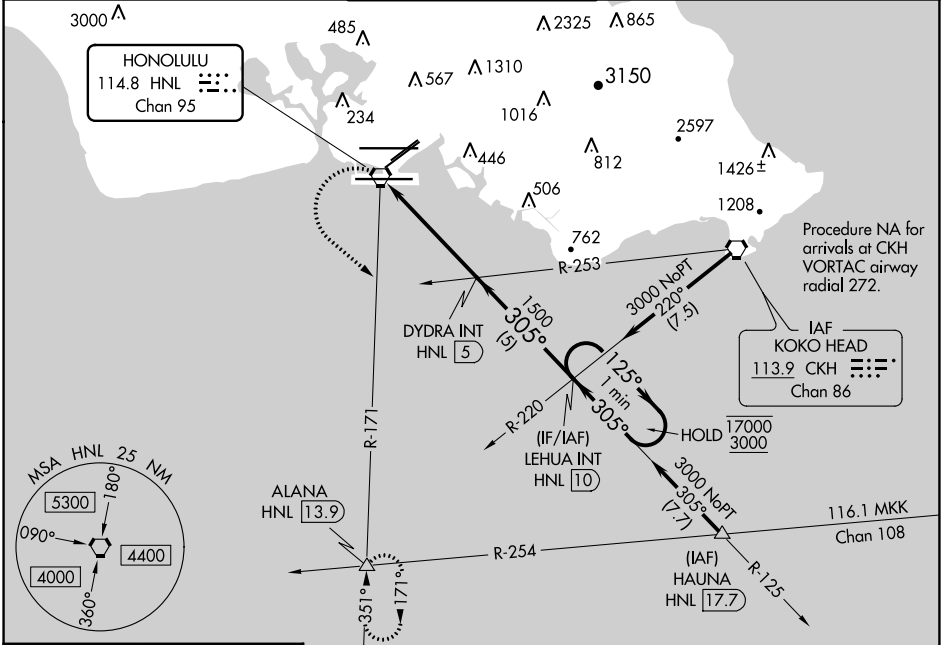 3000
485
2325
865
HONOLULU
114.8 HNL
Chan 95
567
1310
3150
234
1016
2597
446
812
1426±
506
1208
762
Procedure NA for
arrivals at CKH
VORTAC airway
radial 272.
R-253
3000 NoPT
220°
(7.5)
1500
305°
(5)
DYDRA INT
HNL 5
IAF
KOKO HEAD
113.9 CKH
Chan 86
125°
1 min
305°
R-220
HOLD
17000
3000
(IF/IAF)
LEHUA INT
HNL 10
R-171
3000 NoPT
305°
(7.7)
MSA HNL 25 NM
180°
5300
090°
4400
4000
360°
ALANA
HNL 13.9
116.1 MKK
Chan 108
R-254
(IAF)
HAUNA
HNL 17.7
R-125
351°
171°